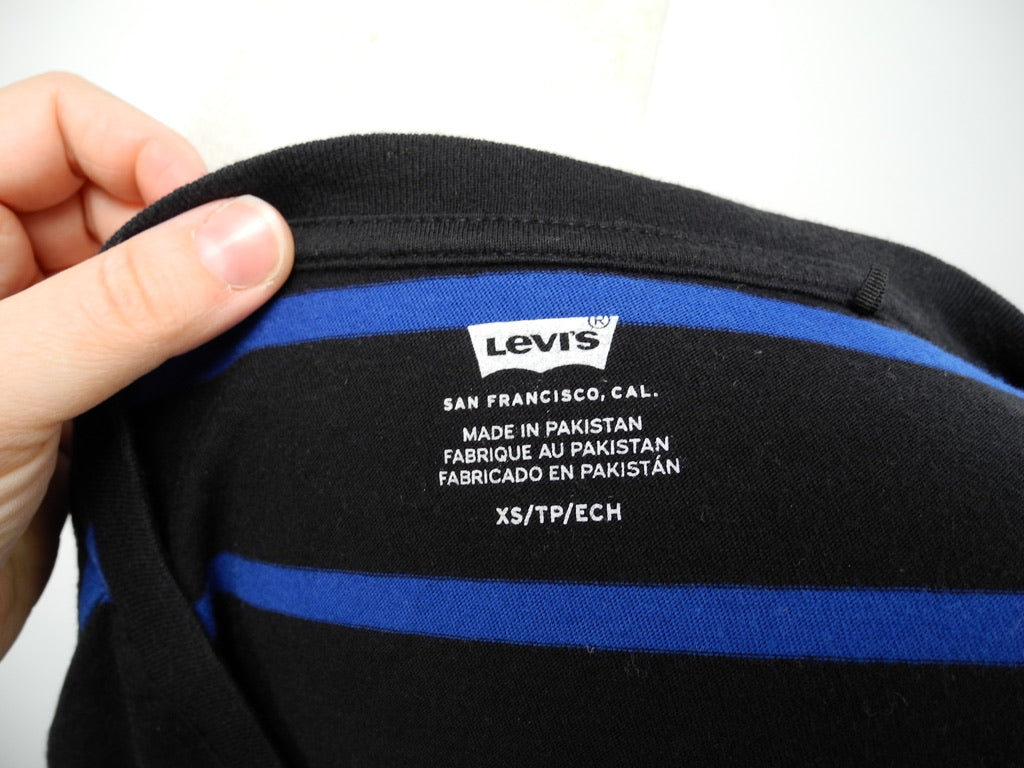 Levi's®
SAN FRANCISCO, CAL.
MADE IN PAKISTAN
FABRIQUE AU PAKISTAN
FABRICADO EN PAKISTÁN
XS/TP/ECH